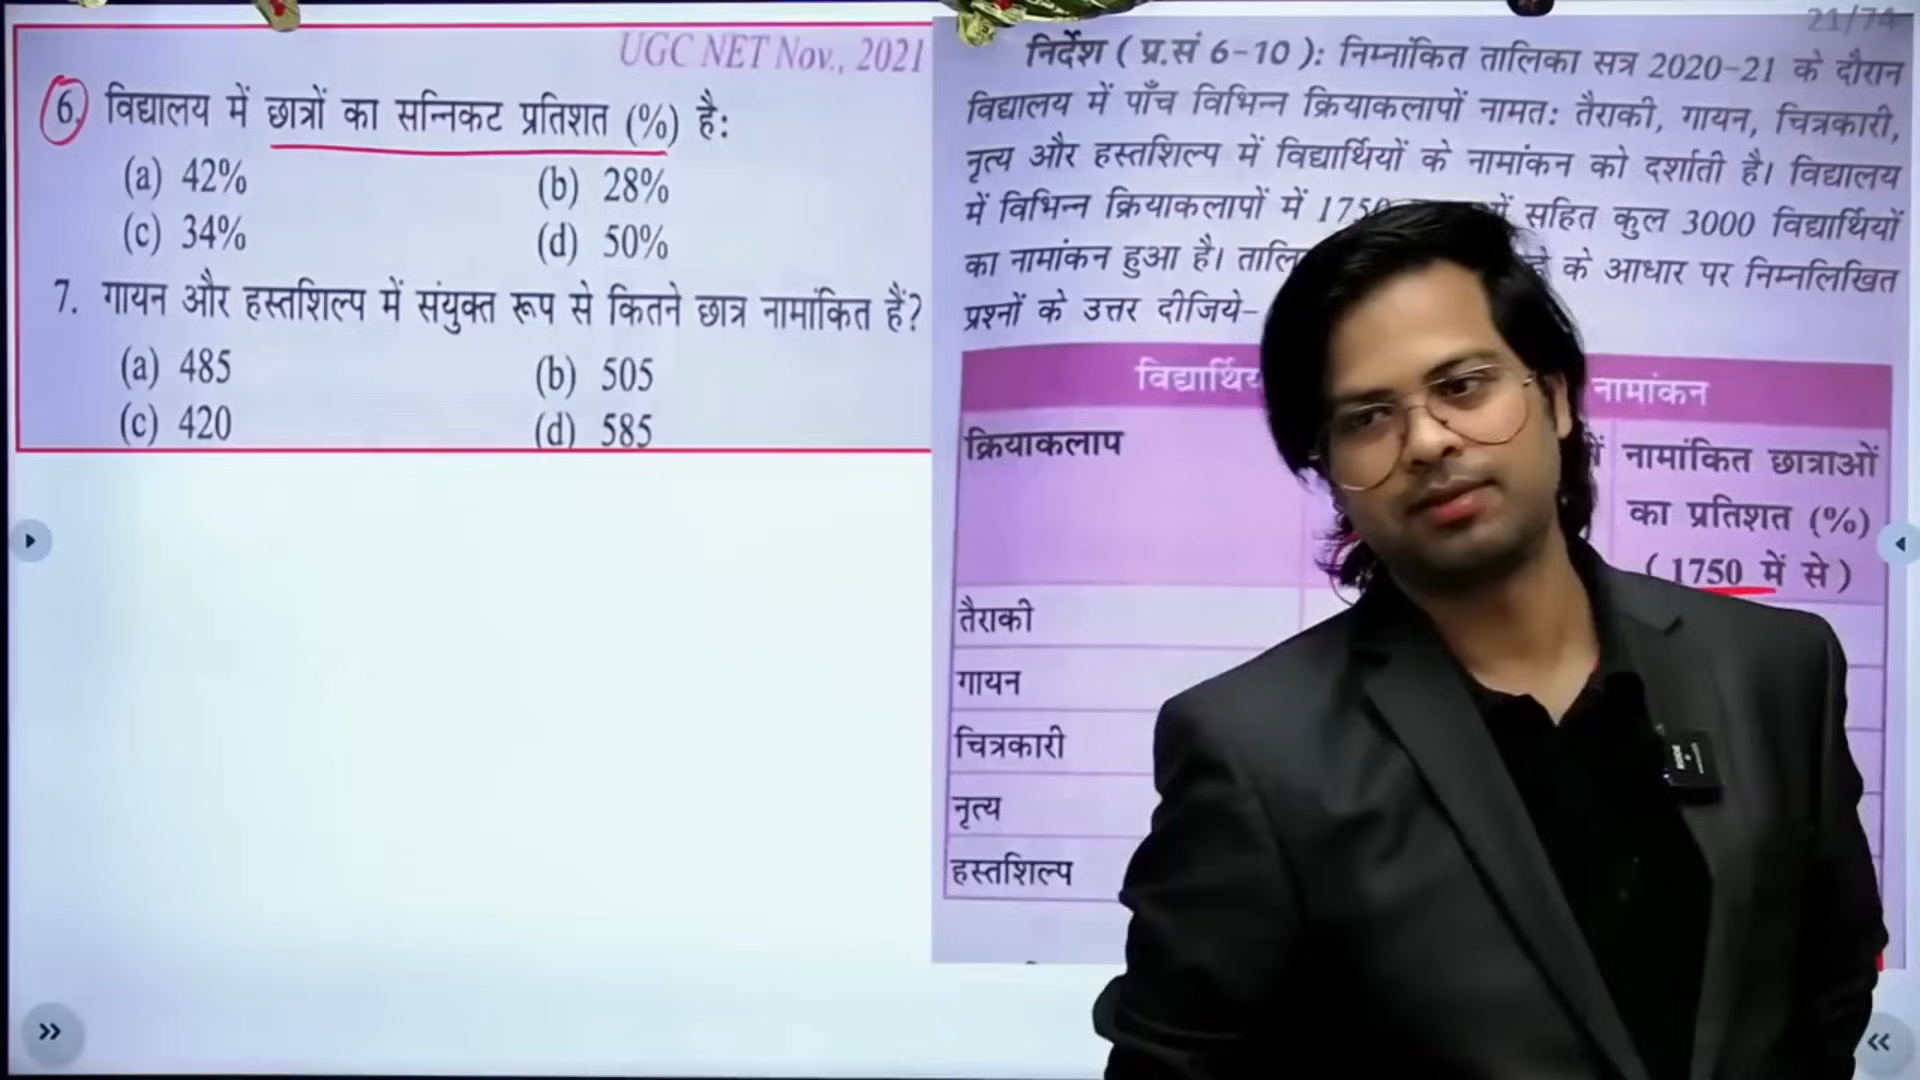 UGC NET Nov., 2021
6. विद्यालय में छात्रों का सन्निकट प्रतिशत (%) है:
(a) 42% (b) 28%
(c) 34% (d) 50%
7. गायन और हस्तशिल्प में संयुक्त रूप से कितने छात्र नामांकित हैं?
(a) 485 (b) 505
(c) 420 (d) 585
21/74
निर्देश ( प्र.सं 6-10 ): निम्नांकित तालिका सत्र 2020-21 के दौरान
विद्यालय में पाँच विभिन्न क्रियाकलापों नामत: तैराकी, गायन, चित्रकारी,
नृत्य और हस्तशिल्प में विद्यार्थियों के नामांकन को दर्शाती है। विद्यालय
में विभिन्न क्रियाकलापों में 1750 सहित कुल 3000 विद्यार्थियों
का नामांकन हुआ है। के आधार पर निम्नलिखित
प्रश्नों के उत्तर दीजिये-
नामांकन
क्रियाकलाप नामांकित छात्राओं
का प्रतिशत (%)
( 1750 में से )
तैराकी
गायन
चित्रकारी
नृत्य
हस्तशिल्प